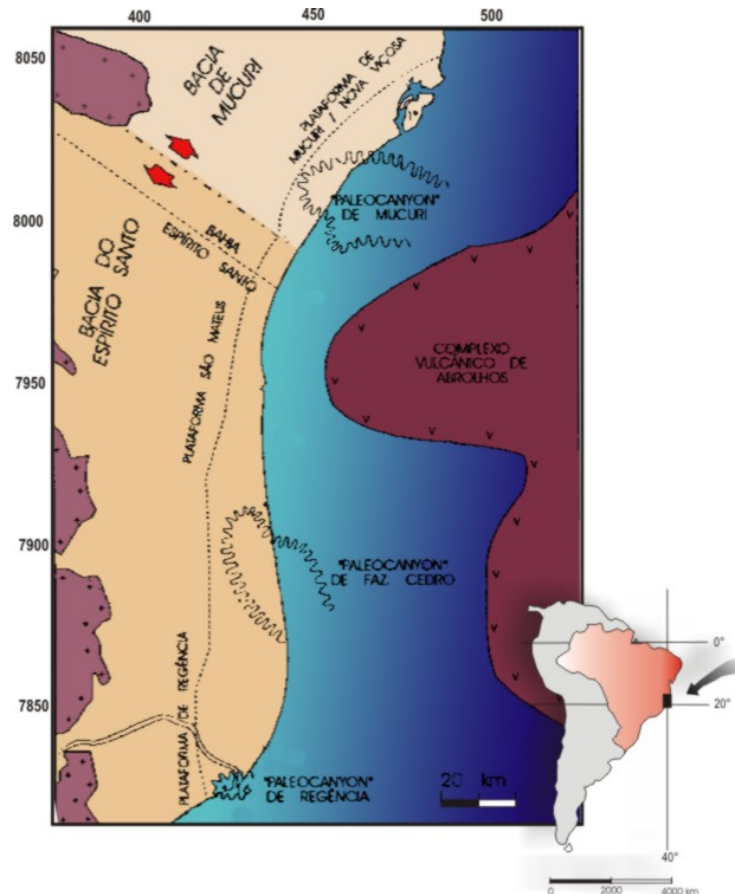 400 450 500
8050
8000
7950
7900
7850
BACIA
DE
MUCURI
PLATAFORMA DE
MUCURI / NOVA VIÇOSA
"PALEOCANYON"
DE MUCURI
BAHIA
ESPÍRITO SANTO
BACIA DO
ESPÍRITO SANTO
PLATAFORMA SÃO MATEUS
COMPLEXO
VULCÂNICO DE
ABROLHOS
"PALEOCANYON"
DE FAZ CEDRO
PLATAFORMA DE REGÊNCIA
"PALEOCANYON"
DE REGÊNCIA
20 km
0°
20°
40°
0 2000 4000 km